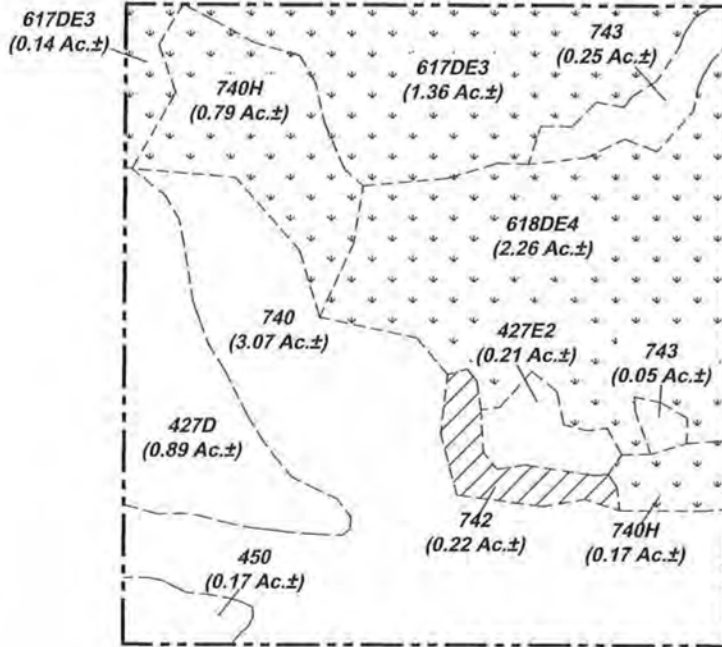 617DE3
(0.14 Ac.±)
740H
(0.79 Ac.±)
617DE3
(1.36 Ac.±)
743
(0.25 Ac.±)
618DE4
(2.26 Ac.±)
740
(3.07 Ac.±)
427E2
(0.21 Ac.±)
743
(0.05 Ac.±)
427D
(0.89 Ac.±)
742
(0.22 Ac.±)
740H
(0.17 Ac.±)
450
(0.17 Ac.±)